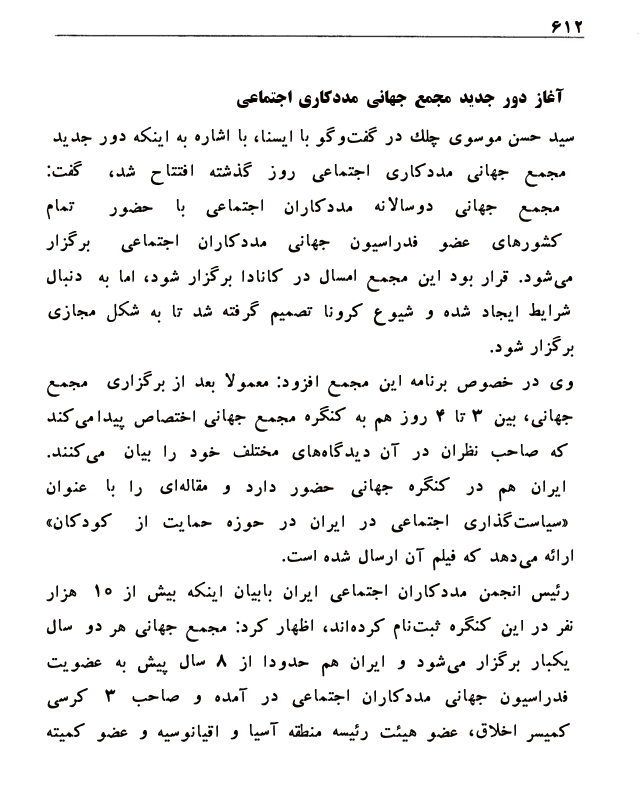 ۶۱۲
آغاز دور جدید مجمع جهانی مددکاری اجتماعی
سید حسن موسوی چلك در گفت‌وگو با ایسنا، با اشاره به اینکه دور جدید
مجمع جهانی مددکاری اجتماعی روز گذشته افتتاح شد، گفت:
مجمع جهانی دوسالانه مددکاران اجتماعی با حضور تمام
کشورهای عضو فدراسیون جهانی مددکاران اجتماعی برگزار
می‌شود. قرار بود این مجمع امسال در کانادا برگزار شود، اما به دنبال
شرایط ایجاد شده و شیوع کرونا تصمیم گرفته شد تا به شکل مجازی
برگزار شود.
وی در خصوص برنامه این مجمع افزود: معمولا بعد از برگزاری مجمع
جهانی، بین ۳ تا ۴ روز هم به کنگره مجمع جهانی اختصاص پیدا می‌کند
که صاحب نظران در آن دیدگاه‌های مختلف خود را بیان می‌کنند.
ایران هم در کنگره جهانی حضور دارد و مقاله‌ای را با عنوان
«سیاست‌گذاری اجتماعی در ایران در حوزه حمایت از کودکان»
ارائه می‌دهد که فیلم آن ارسال شده است.
رئیس انجمن مددکاران اجتماعی ایران بابیان اینکه بیش از ۱۰ هزار
نفر در این کنگره ثبت‌نام کرده‌اند، اظهار کرد: مجمع جهانی هر دو سال
یکبار برگزار می‌شود و ایران هم حدودا از ۸ سال پیش به عضویت
فدراسیون جهانی مددکاران اجتماعی در آمده و صاحب ۳ کرسی
کمیسر اخلاق، عضو هیئت رئیسه منطقه آسیا و اقیانوسیه و عضو کمیته